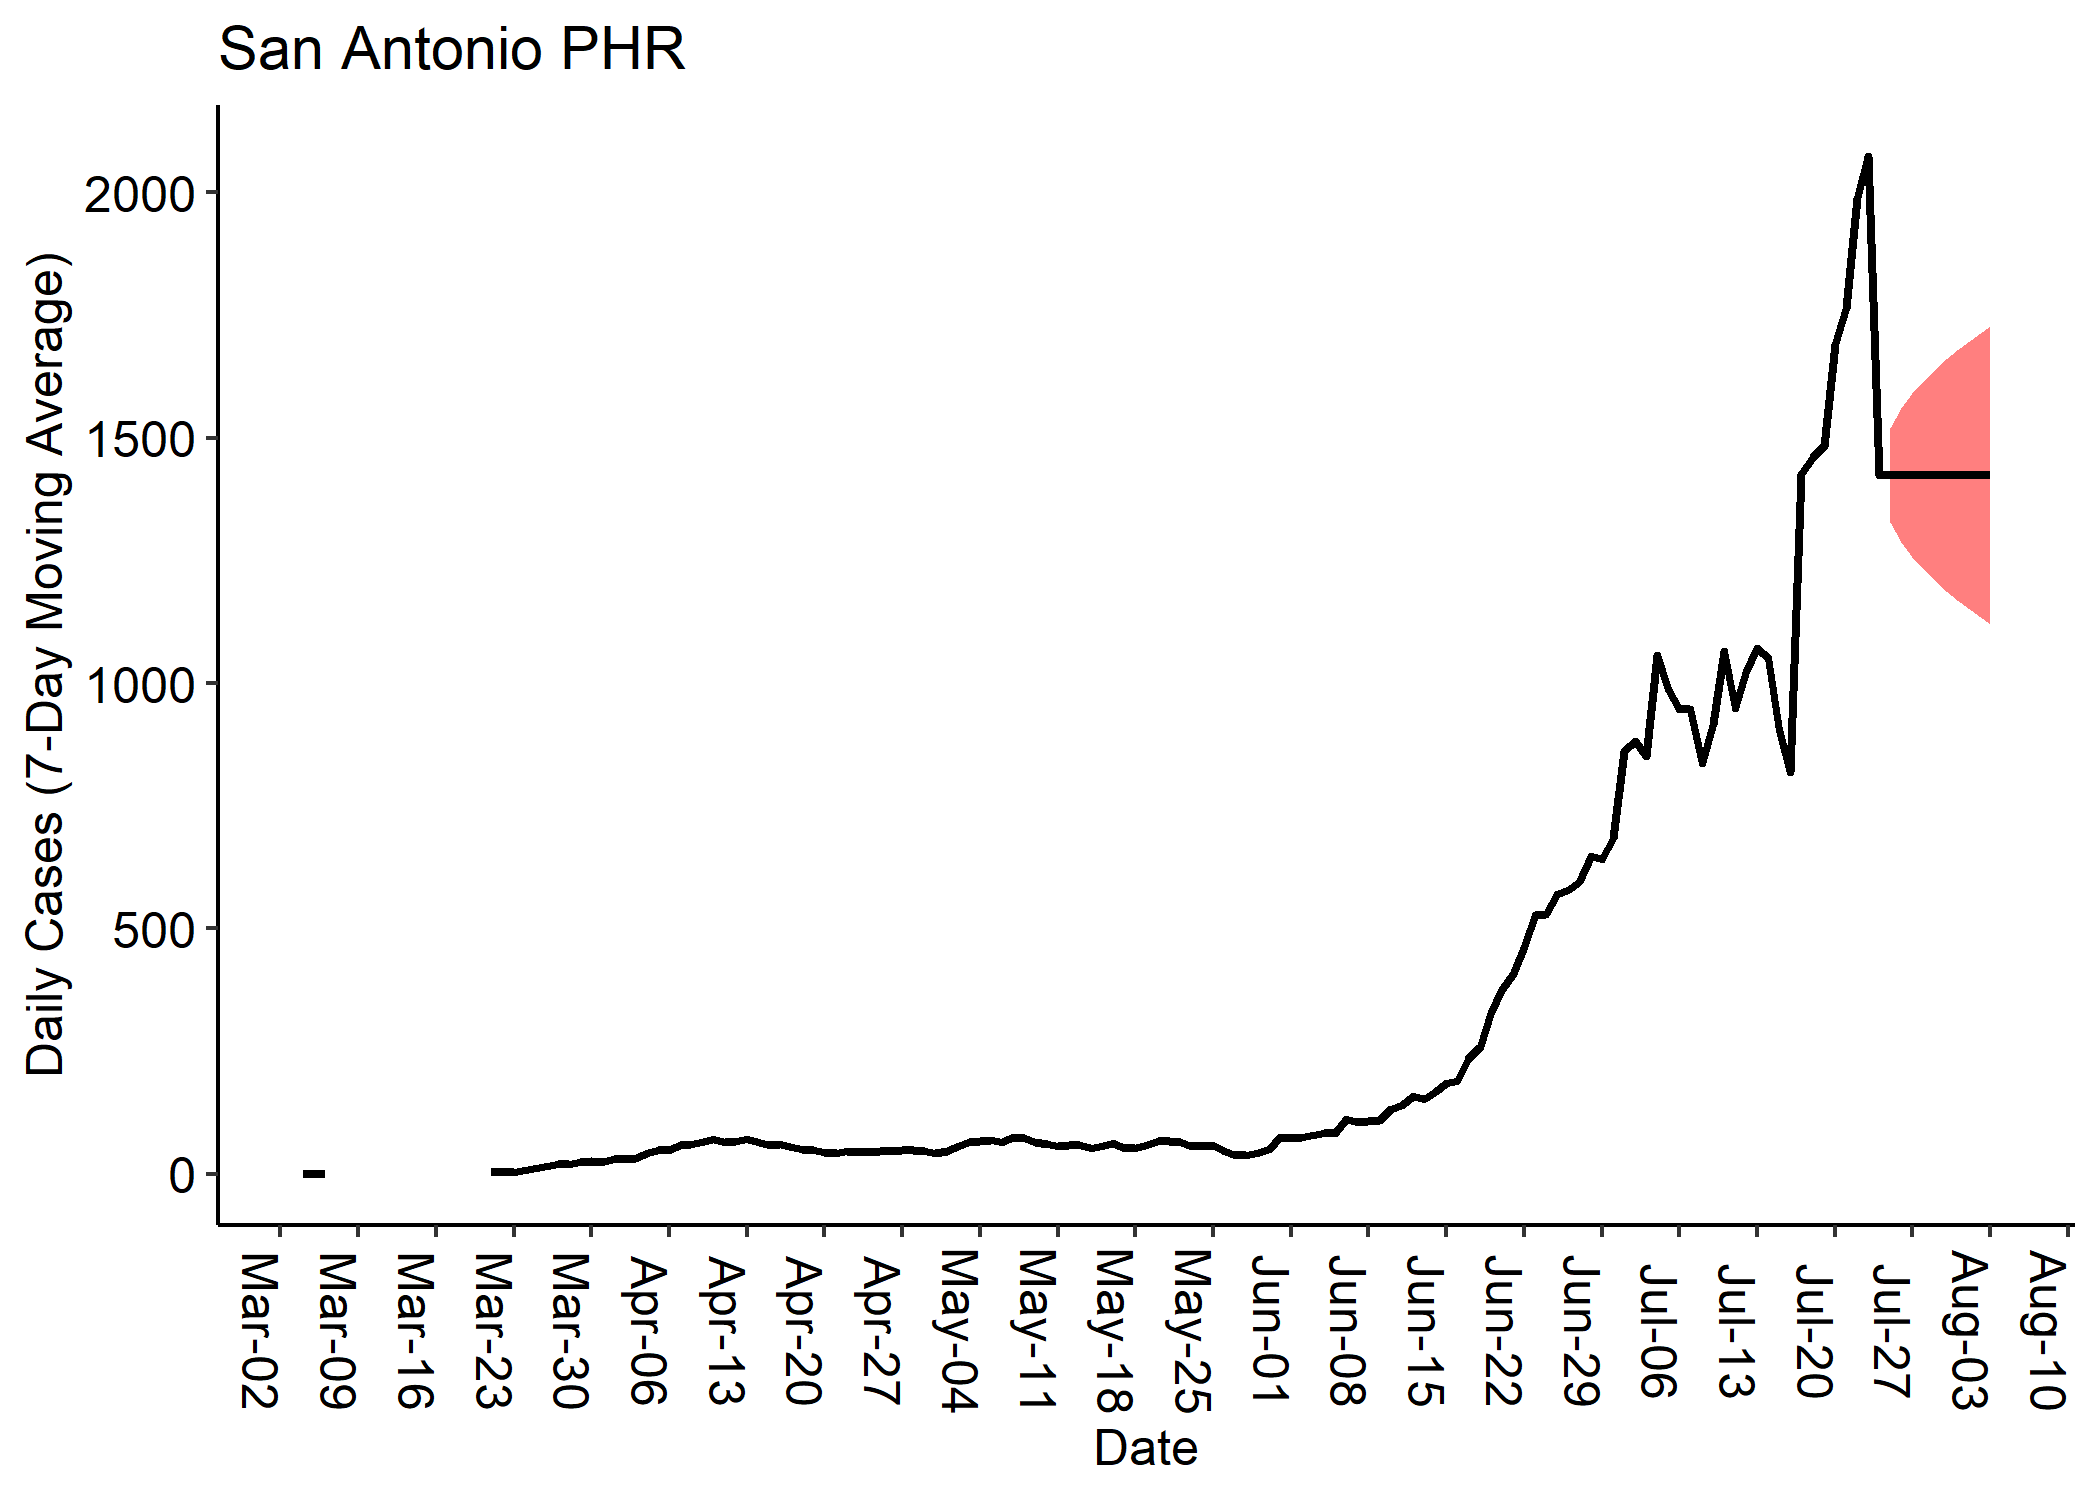 San Antonio PHR
Daily Cases (7-Day Moving Average)
2000
1500
1000
500
0
Mar-02
Mar-09
Mar-16
Mar-23
Mar-30
Apr-06
Apr-13
Apr-20
Apr-27
May-04
May-11
May-18
May-25
Jun-01
Jun-08
Jun-15
Jun-22
Jun-29
Jul-06
Jul-13
Jul-20
Jul-27
Aug-03
Aug-10
Date